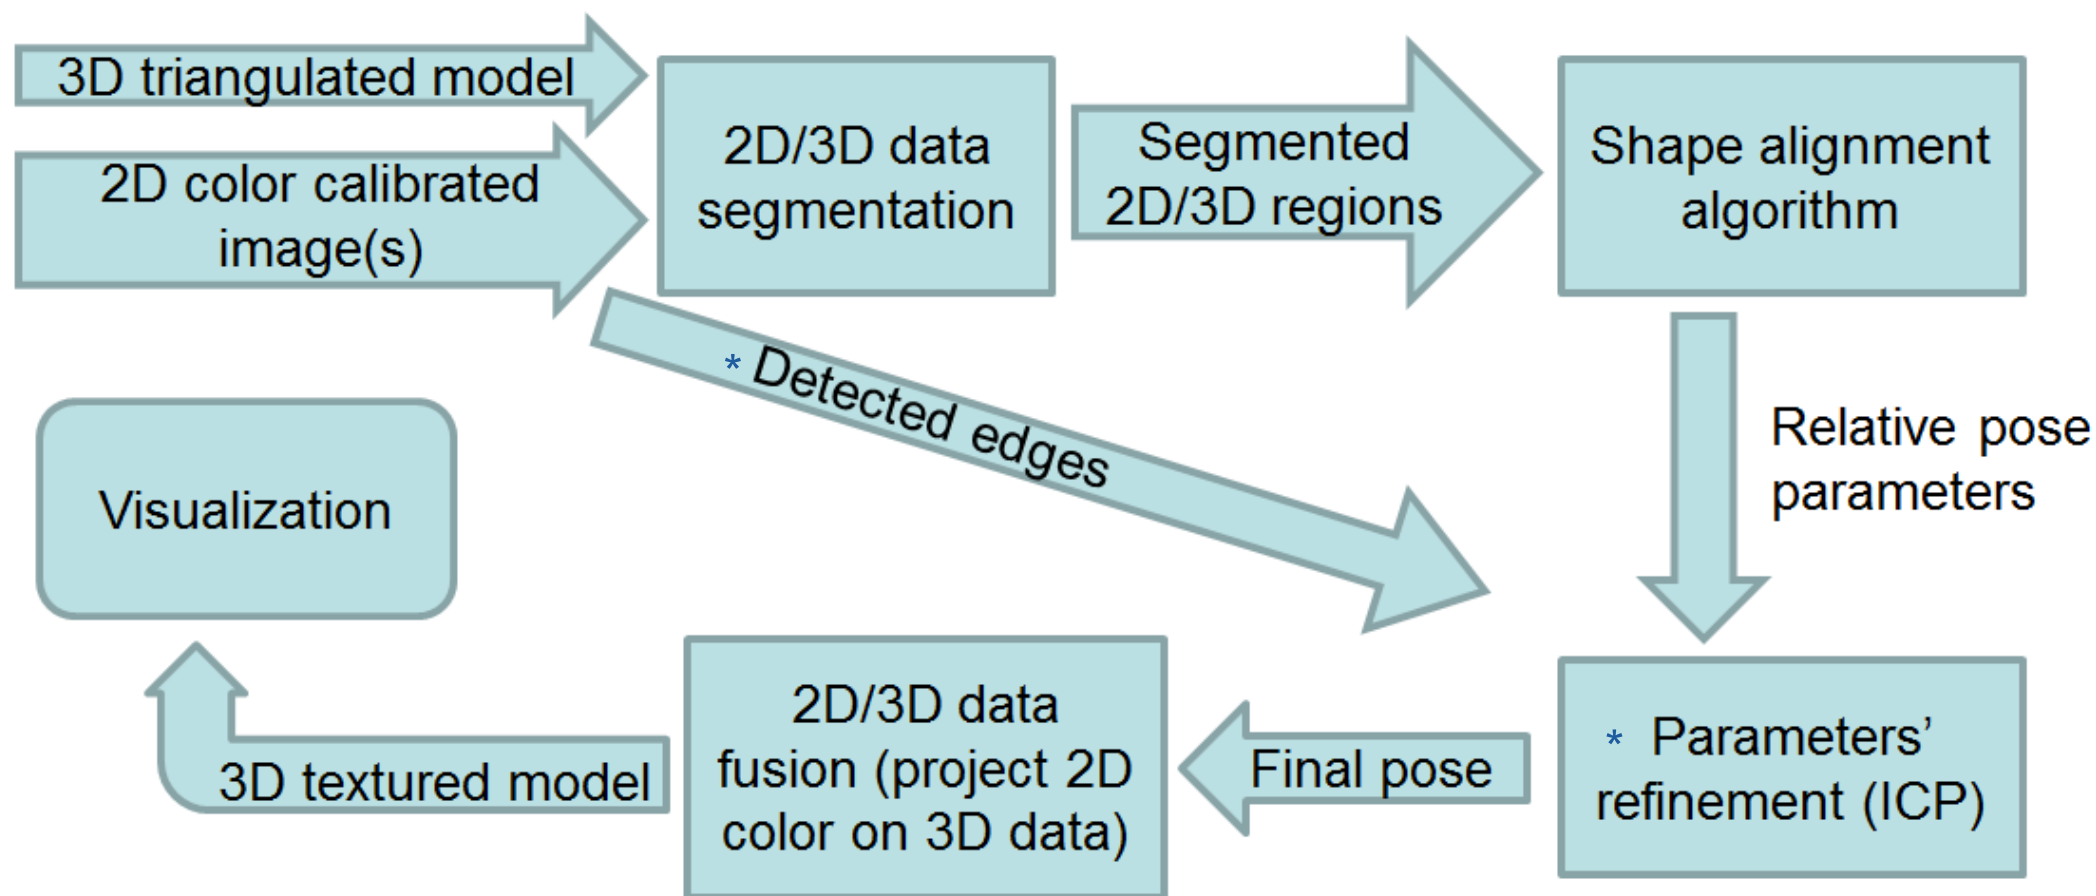 3D triangulated model
2D color calibrated
image(s)
2D/3D data
segmentation
Segmented
2D/3D regions
Shape alignment
algorithm
* Detected edges
Relative pose
parameters
* Parameters’
refinement (ICP)
Final pose
2D/3D data
fusion (project 2D
color on 3D data)
3D textured model
Visualization